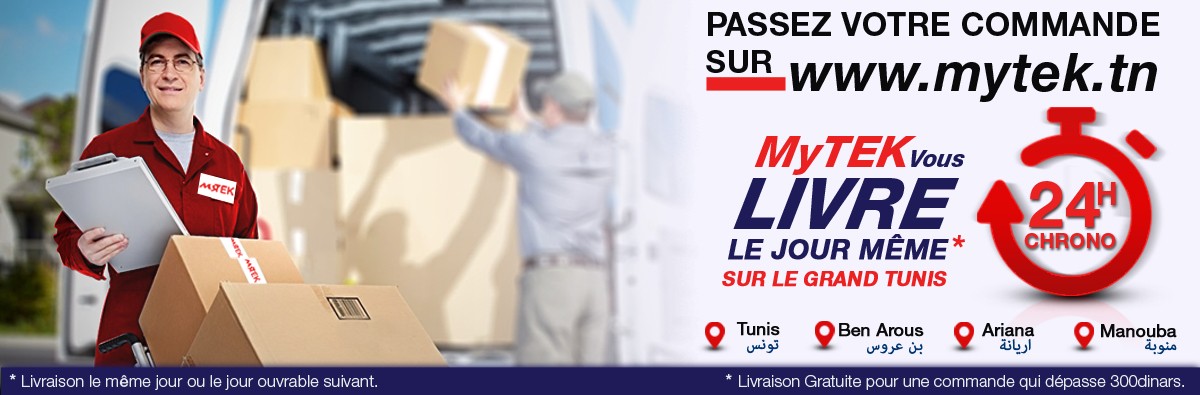 PASSEZ VOTRE COMMANDE
SUR www.mytek.tn
MyTEK Vous
LIVRE
LE JOUR MÊME*
SUR LE GRAND TUNIS
24H
CHRONO
Tunis
تونس
Ben Arous
بن عروس
Ariana
اريانة
Manouba
منوبة
MYTEK
MYTEK
MYTEK
* Livraison le même jour ou le jour ouvrable suivant.
* Livraison Gratuite pour une commande qui dépasse 300dinars.